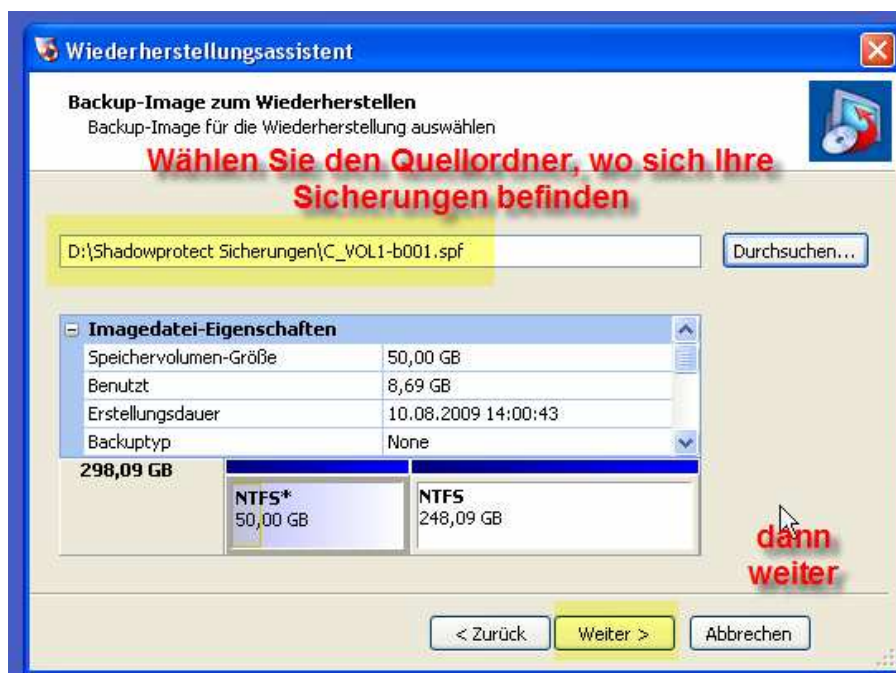 Wiederherstellungsassistent
Backup-Image zum Wiederherstellen
Backup-Image für die Wiederherstellung auswählen
Wählen Sie den Quellordner, wo sich Ihre
Sicherungen befinden
D:\Shadowprotect Sicherungen\C_VOL1-b001.spf
Durchsuchen...
Imagedatei-Eigenschaften
Speichervolumen-Größe 50,00 GB
Benutzt 8,69 GB
Erstellungsdauer 10.08.2009 14:00:43
Backuptyp None
298,09 GB
NTFS* NTFS
50,00 GB 248,09 GB
dann
weiter
< Zurück Weiter > Abbrechen